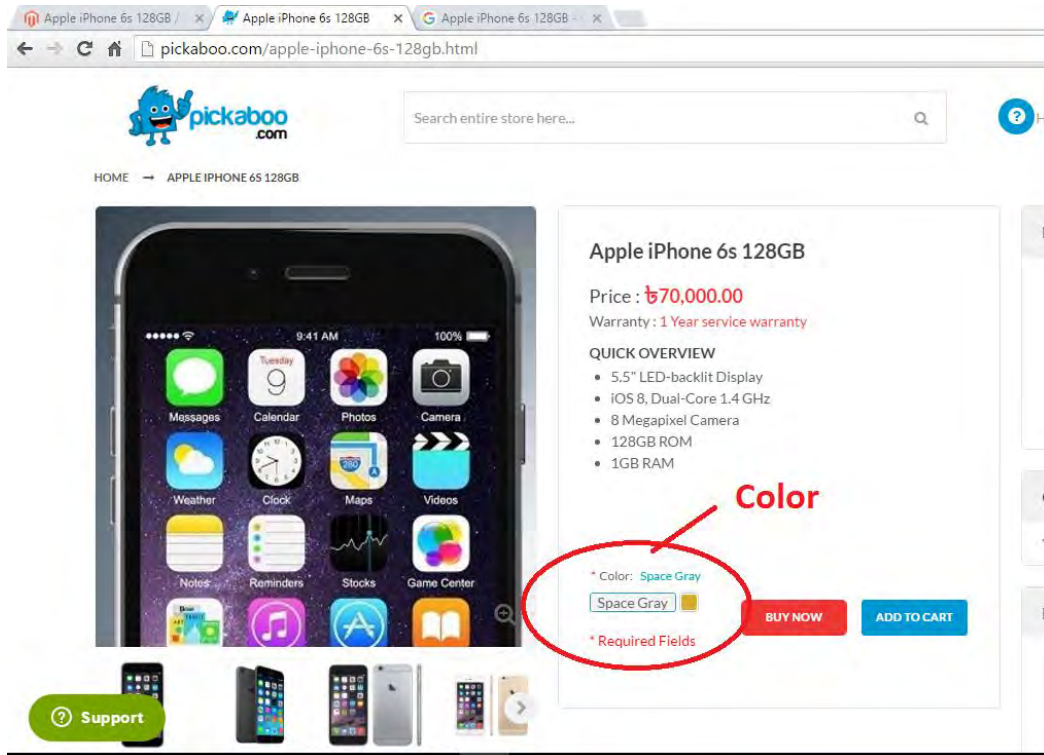 Apple iPhone 6s 128GB /
Apple iPhone 6s 128GB
Apple iPhone 6s 128GB -
pickaboo.com/apple-iphone-6s-128gb.html
pickaboo
.com
Search entire store here...
?
H
HOME → APPLE IPHONE 6S 128GB
Apple iPhone 6s 128GB
Price : ৳70,000.00
Warranty : 1 Year service warranty
QUICK OVERVIEW
• 5.5" LED-backlit Display
• iOS 8, Dual-Core 1.4 GHz
• 8 Megapixel Camera
• 128GB ROM
• 1GB RAM
Color
* Color: Space Gray
Space Gray
BUY NOW
ADD TO CART
* Required Fields
9:41 AM
100%
Tuesday
9
Messages
Calendar
Photos
Camera
280
Weather
Clock
Maps
Videos
Notes
Reminders
Stocks
Game Center
Support